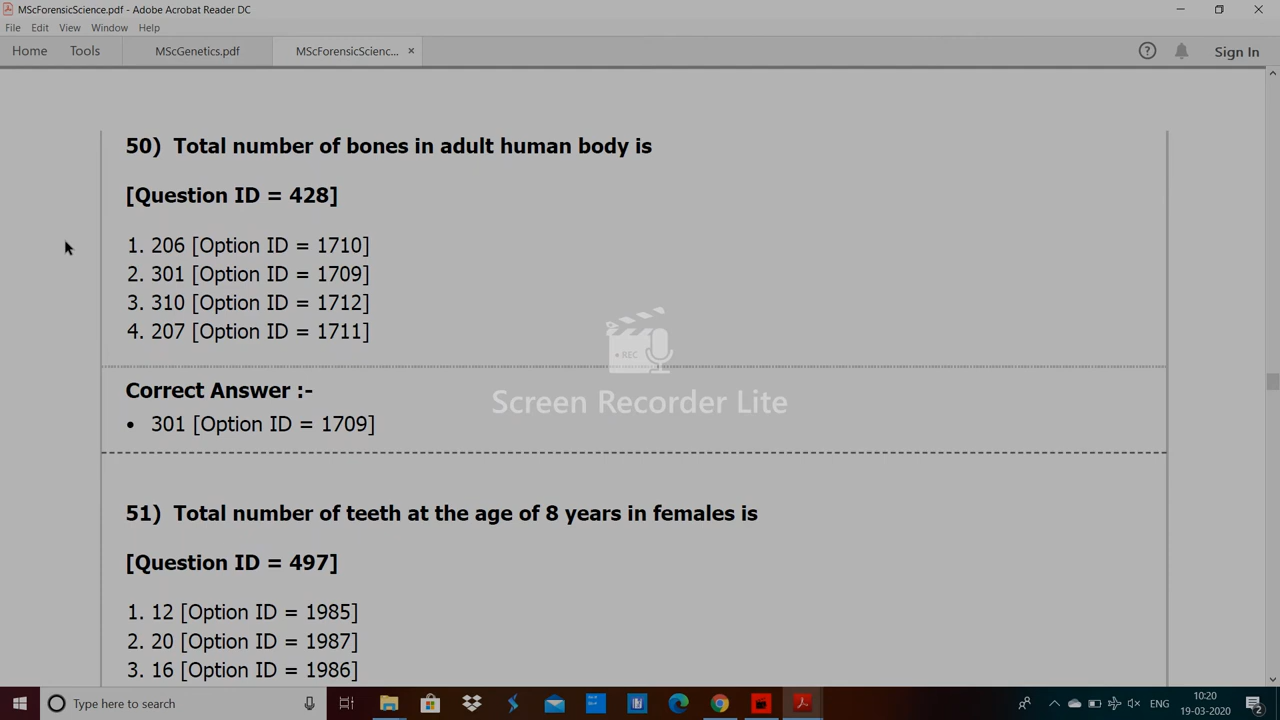 MScForensicScience.pdf - Adobe Acrobat Reader DC
File Edit View Window Help
Home Tools MScGenetics.pdf MScForensicScienc... × Sign In
50) Total number of bones in adult human body is
[Question ID = 428]
1. 206 [Option ID = 1710]
2. 301 [Option ID = 1709]
3. 310 [Option ID = 1712]
4. 207 [Option ID = 1711]
• REC
Screen Recorder Lite
Correct Answer :-
• 301 [Option ID = 1709]
51) Total number of teeth at the age of 8 years in females is
[Question ID = 497]
1. 12 [Option ID = 1985]
2. 20 [Option ID = 1987]
3. 16 [Option ID = 1986]
Type here to search ENG 10:20
19-03-2020 2